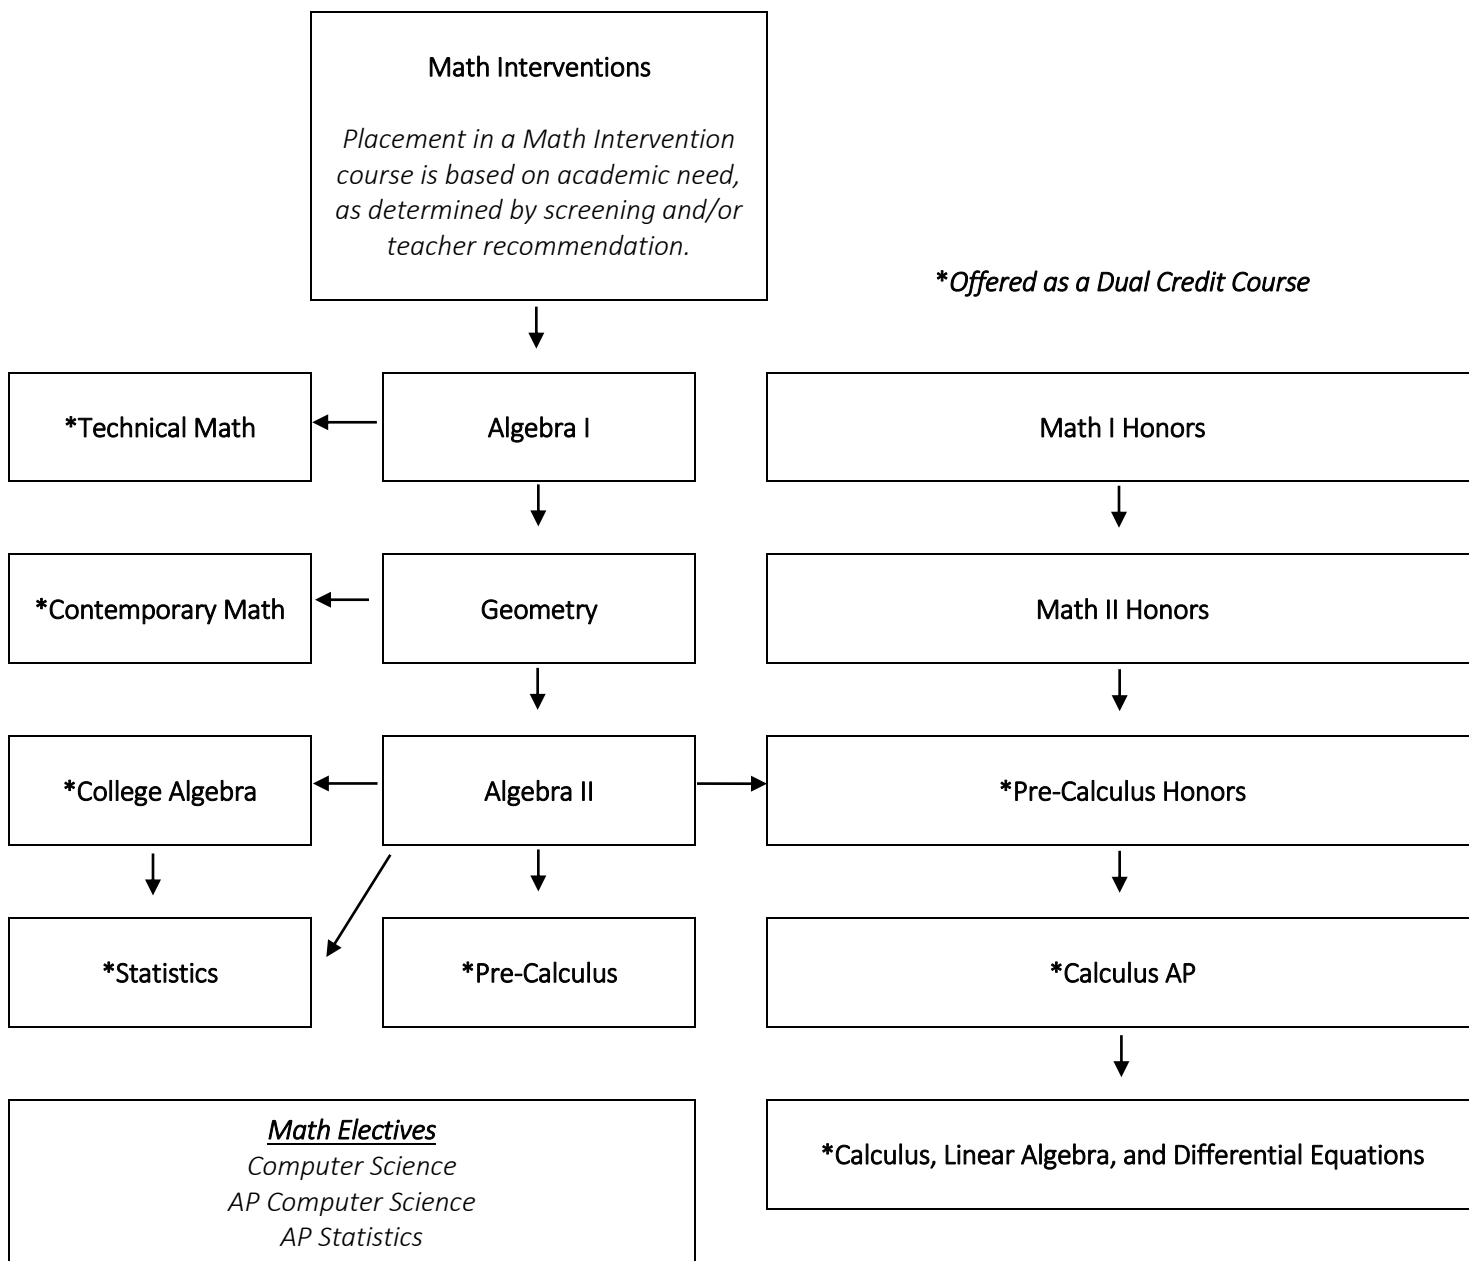 Math Interventions
Placement in a Math Intervention
course is based on academic need,
as determined by screening and/or
teacher recommendation.
*Offered as a Dual Credit Course
*Technical Math
Algebra I
Math I Honors
*Contemporary Math
Geometry
Math II Honors
*College Algebra
Algebra II
*Pre-Calculus Honors
*Statistics
*Pre-Calculus
*Calculus AP
Math Electives
Computer Science
AP Computer Science
AP Statistics
*Calculus, Linear Algebra, and Differential Equations